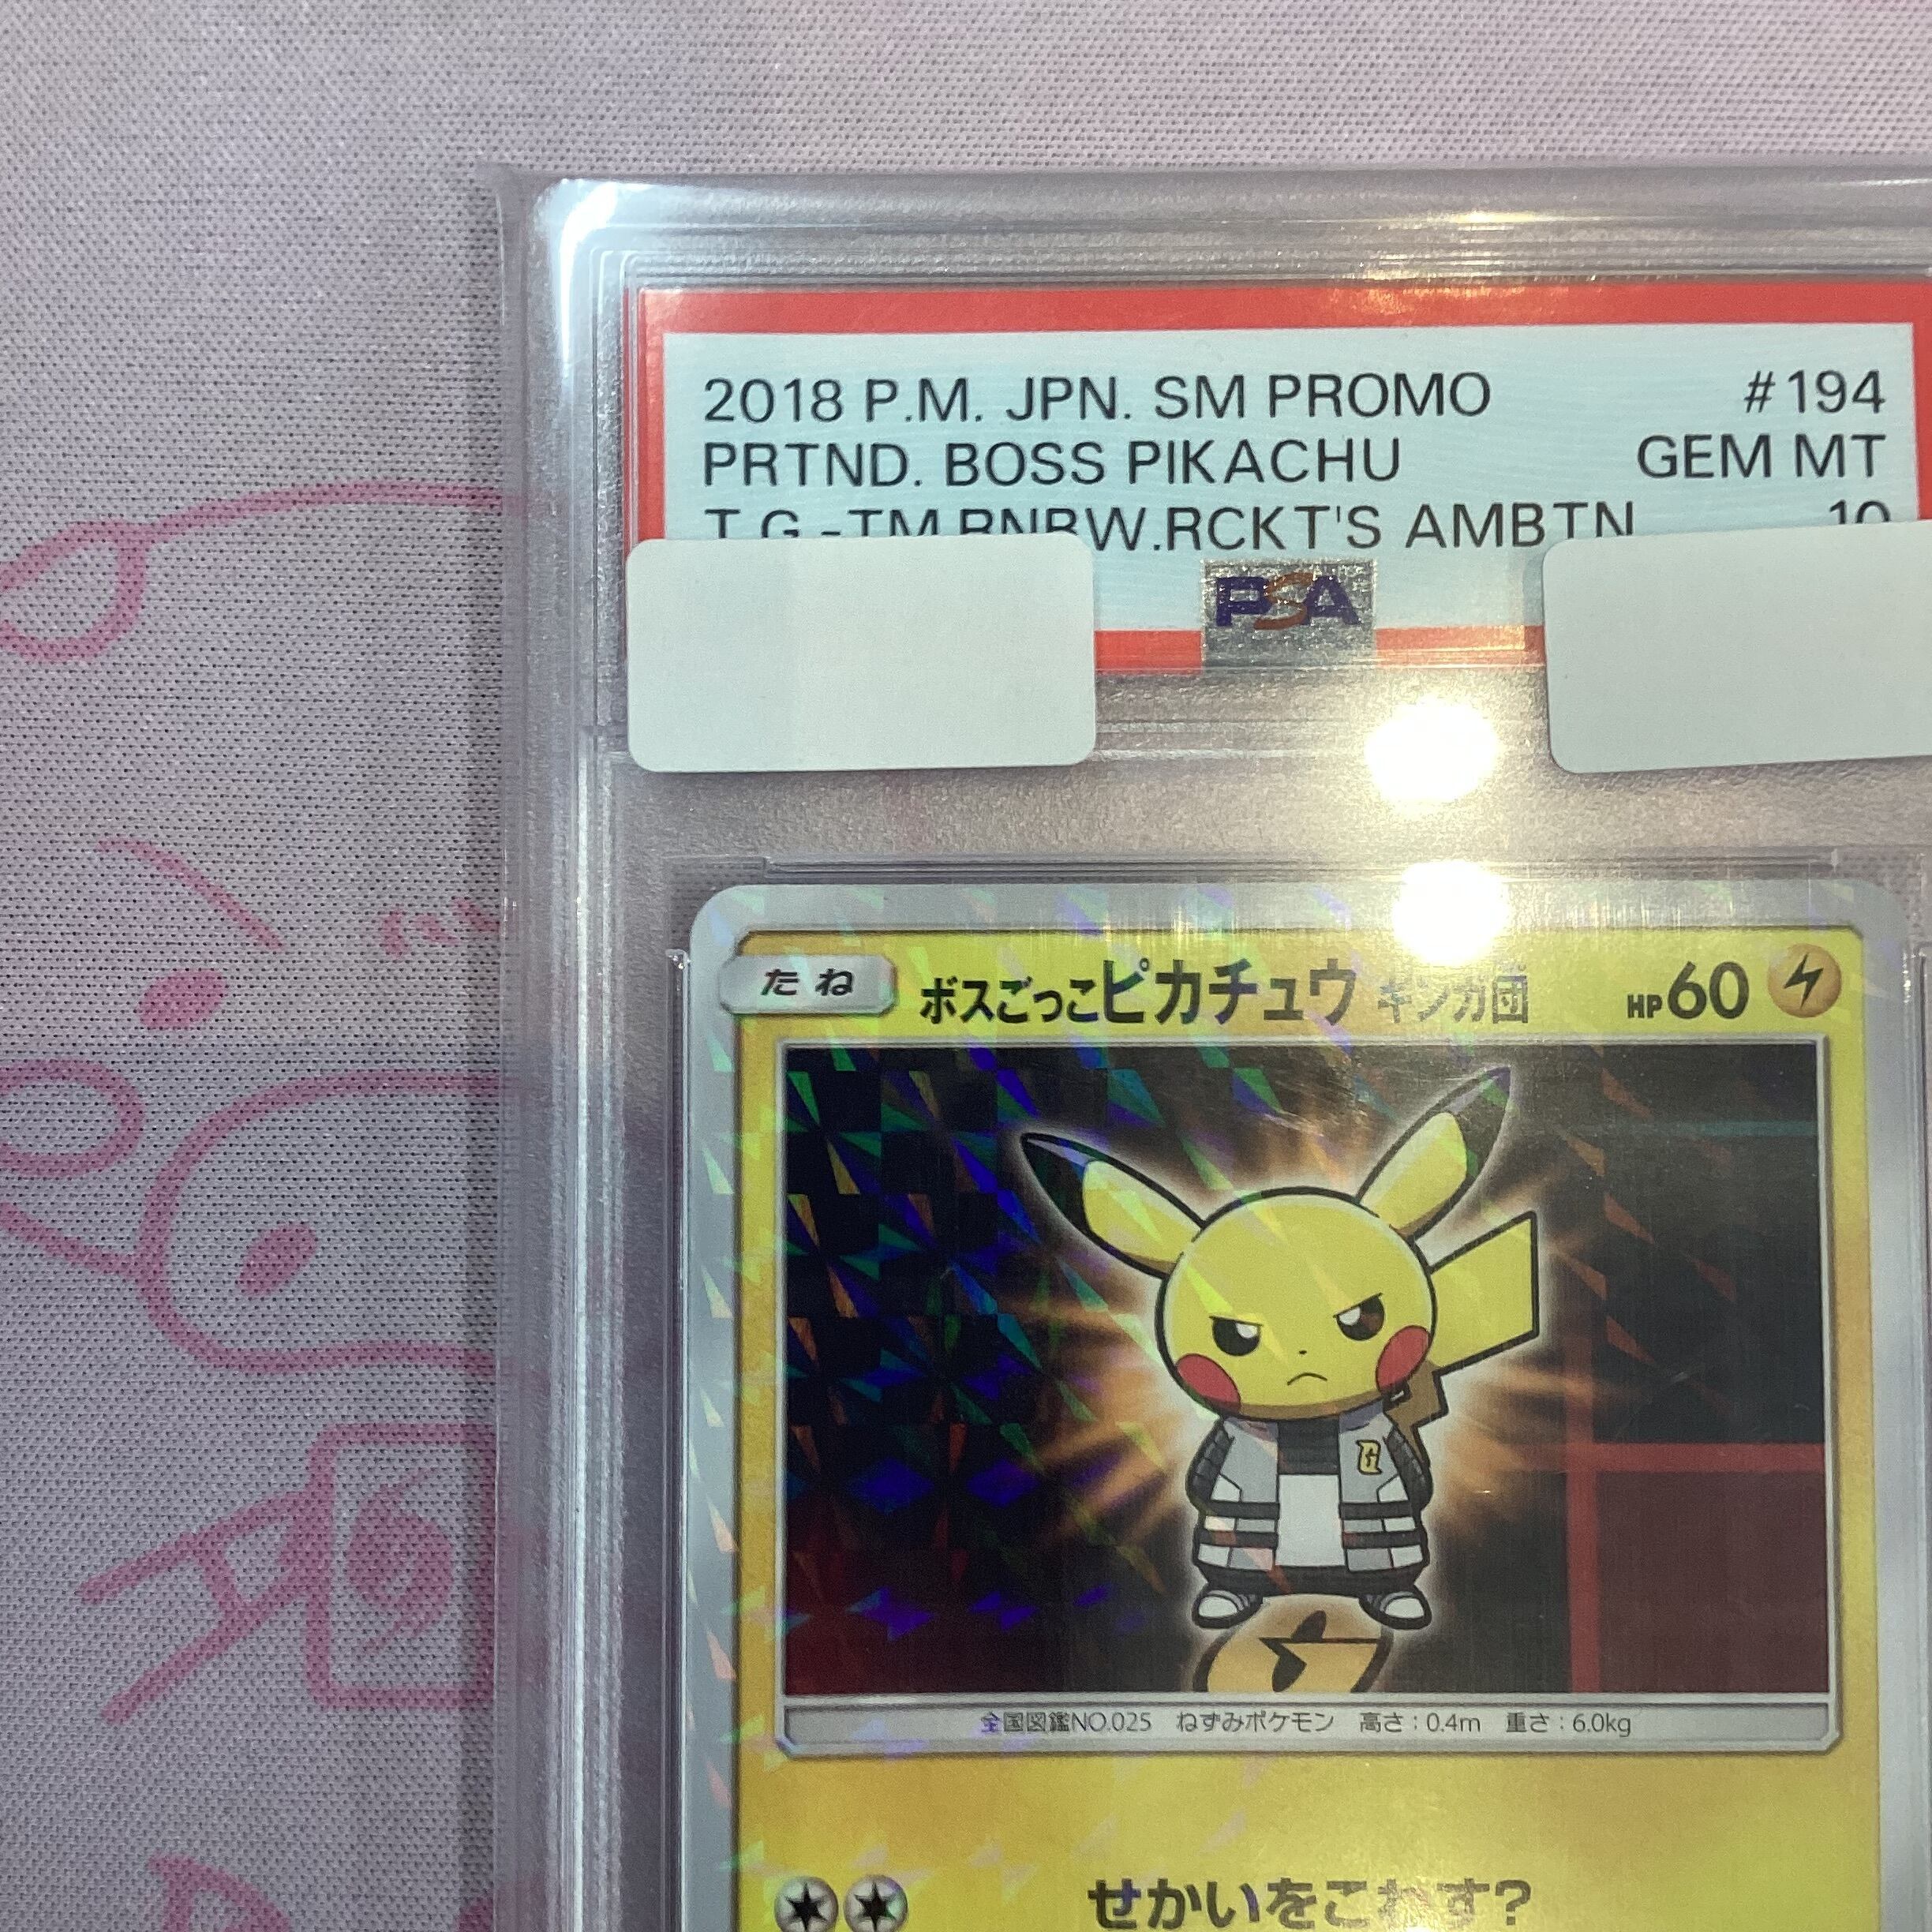 2018 P.M. JPN. SM PROMO #194
PRTND. BOSS PIKACHU GEM MT
T.G.-TM.RNBW.RCKT'S AMBTN 10
PSA
たね ボスごっこピカチュウ ギンガ団 HP60
全国図鑑NO.025 ねずみポケモン 高さ：0.4m 重さ：6.0kg
せかいをこわす？